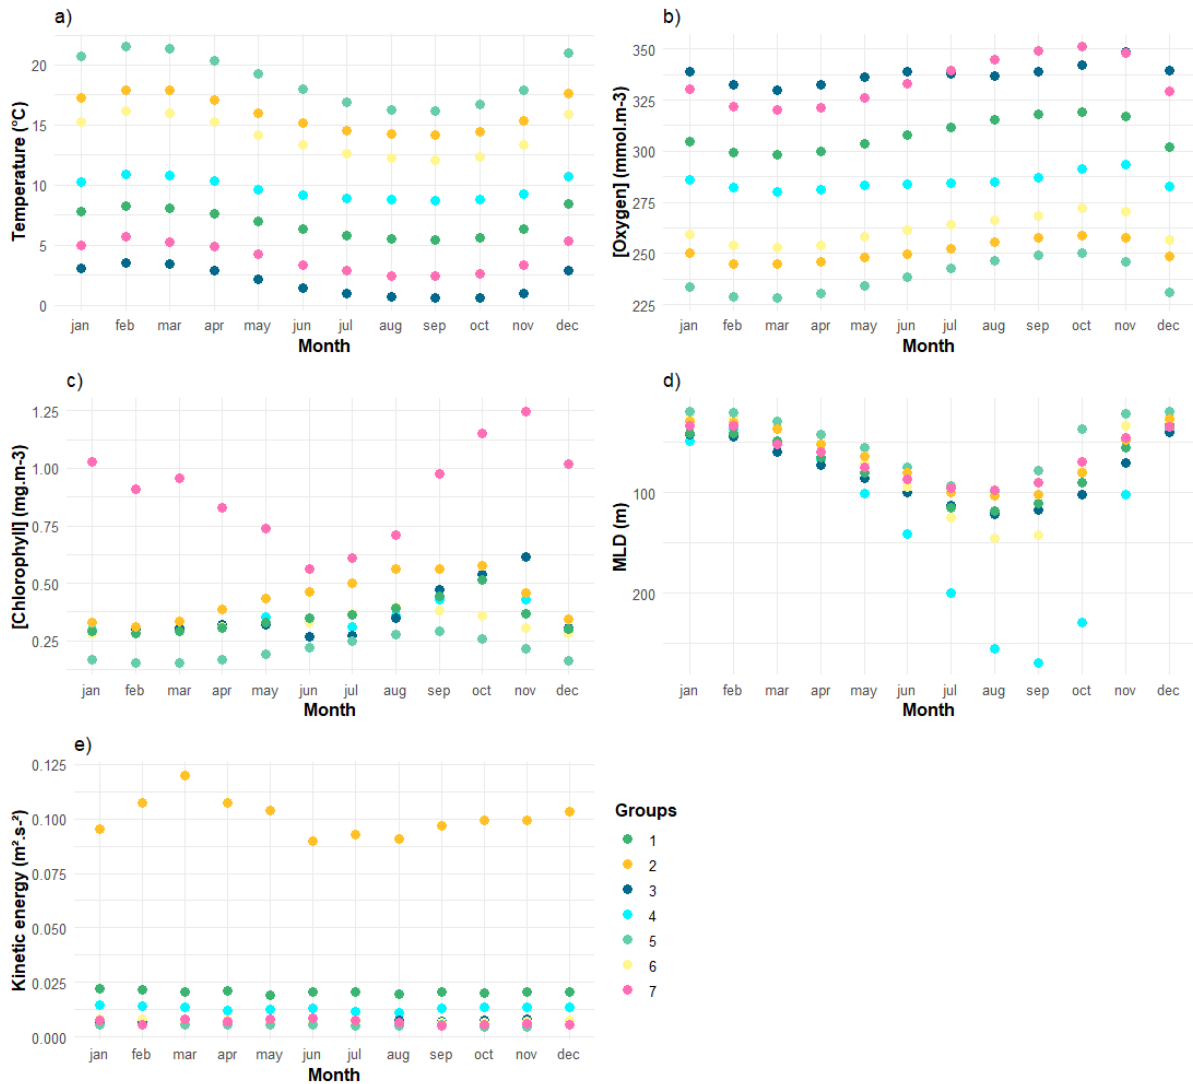 a)
Temperature (°C)
20
15
10
5
0
jan feb mar apr may jun jul aug sep oct nov dec
Month
b)
[Oxygen] (mmol.m-3)
350
325
300
275
250
225
jan feb mar apr may jun jul aug sep oct nov dec
Month
c)
[Chlorophyll] (mg.m-3)
1.25
1.00
0.75
0.50
0.25
jan feb mar apr may jun jul aug sep oct nov dec
Month
d)
MLD (m)
100
200
jan feb mar apr may jun jul aug sep oct nov dec
Month
e)
Kinetic energy (m².s-²)
0.125
0.100
0.075
0.050
0.025
0.000
jan feb mar apr may jun jul aug sep oct nov dec
Month
Groups
1
2
3
4
5
6
7